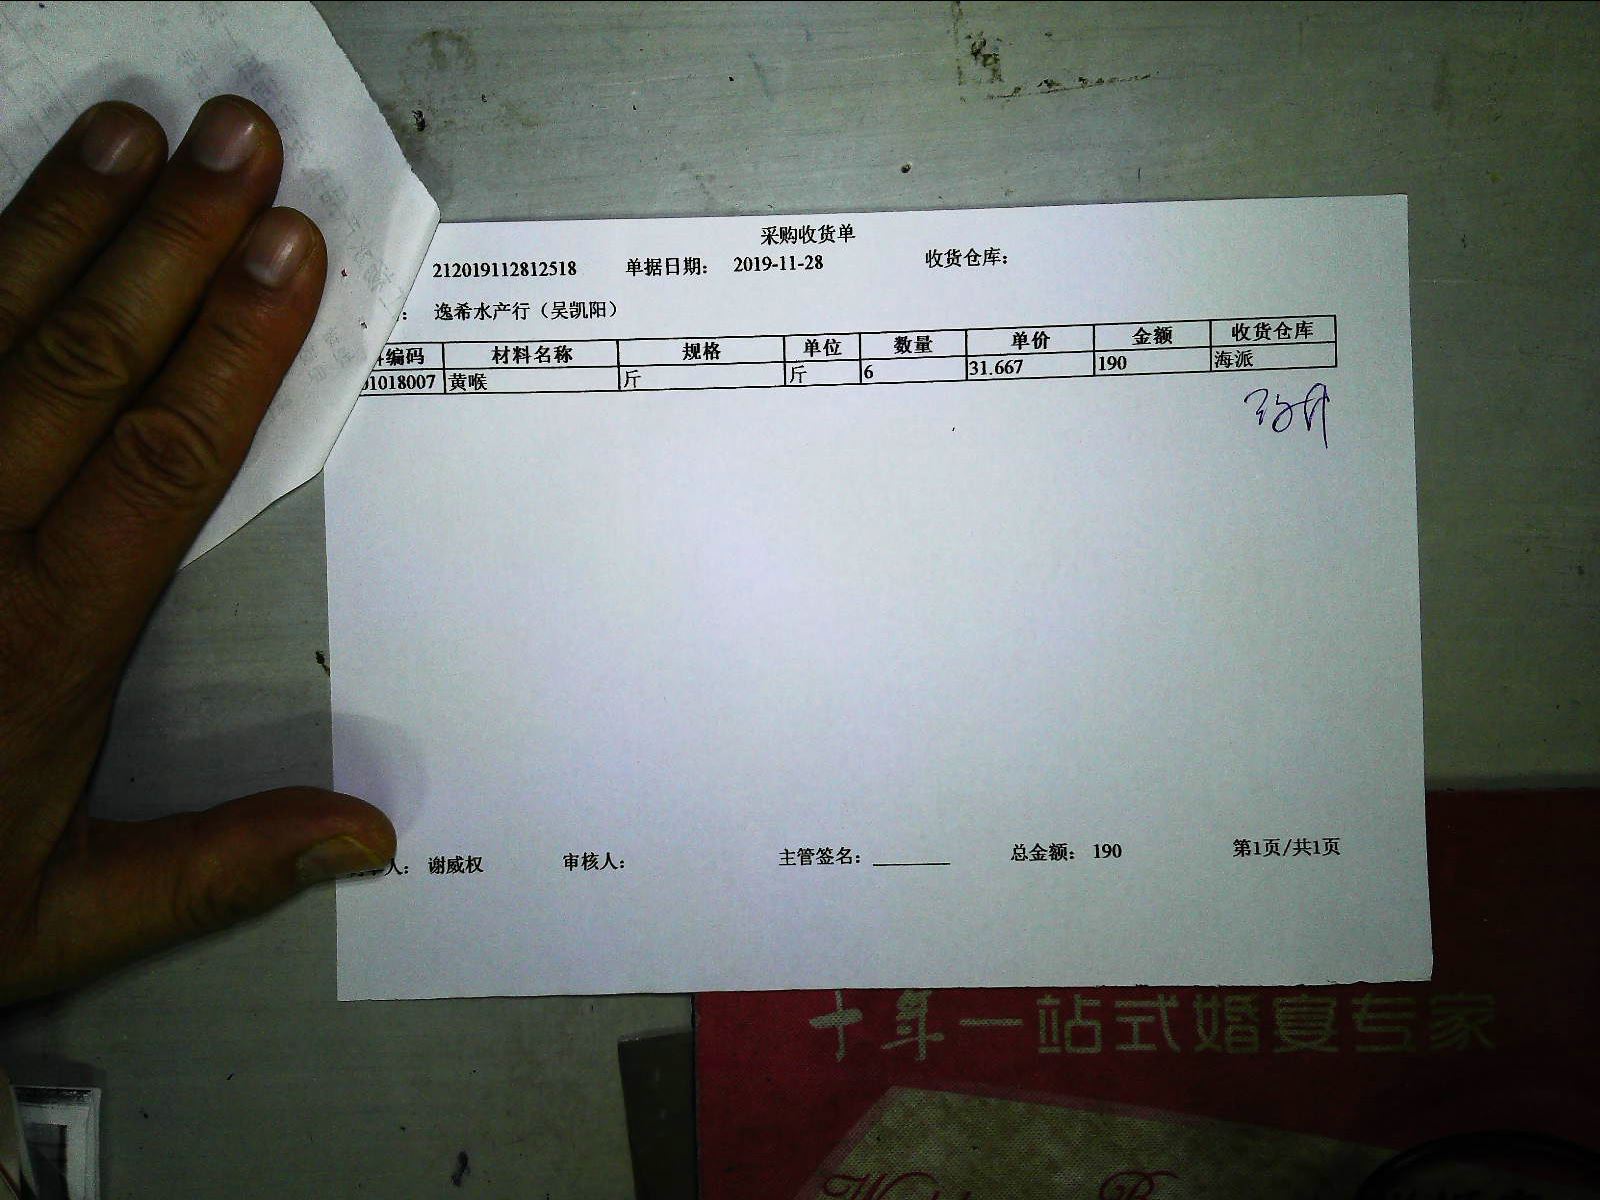 采购收货单
212019112812518 单据日期： 2019-11-28 收货仓库：
： 逸希水产行（吴凯阳）
编码 材料名称 规格 单位 数量 单价 金额 收货仓库
01018007 黄喉 斤 斤 6 31.667 190 海派
人： 谢威权 审核人： 主管签名： 总金额： 190 第1页/共1页
十年一站式婚宴专家